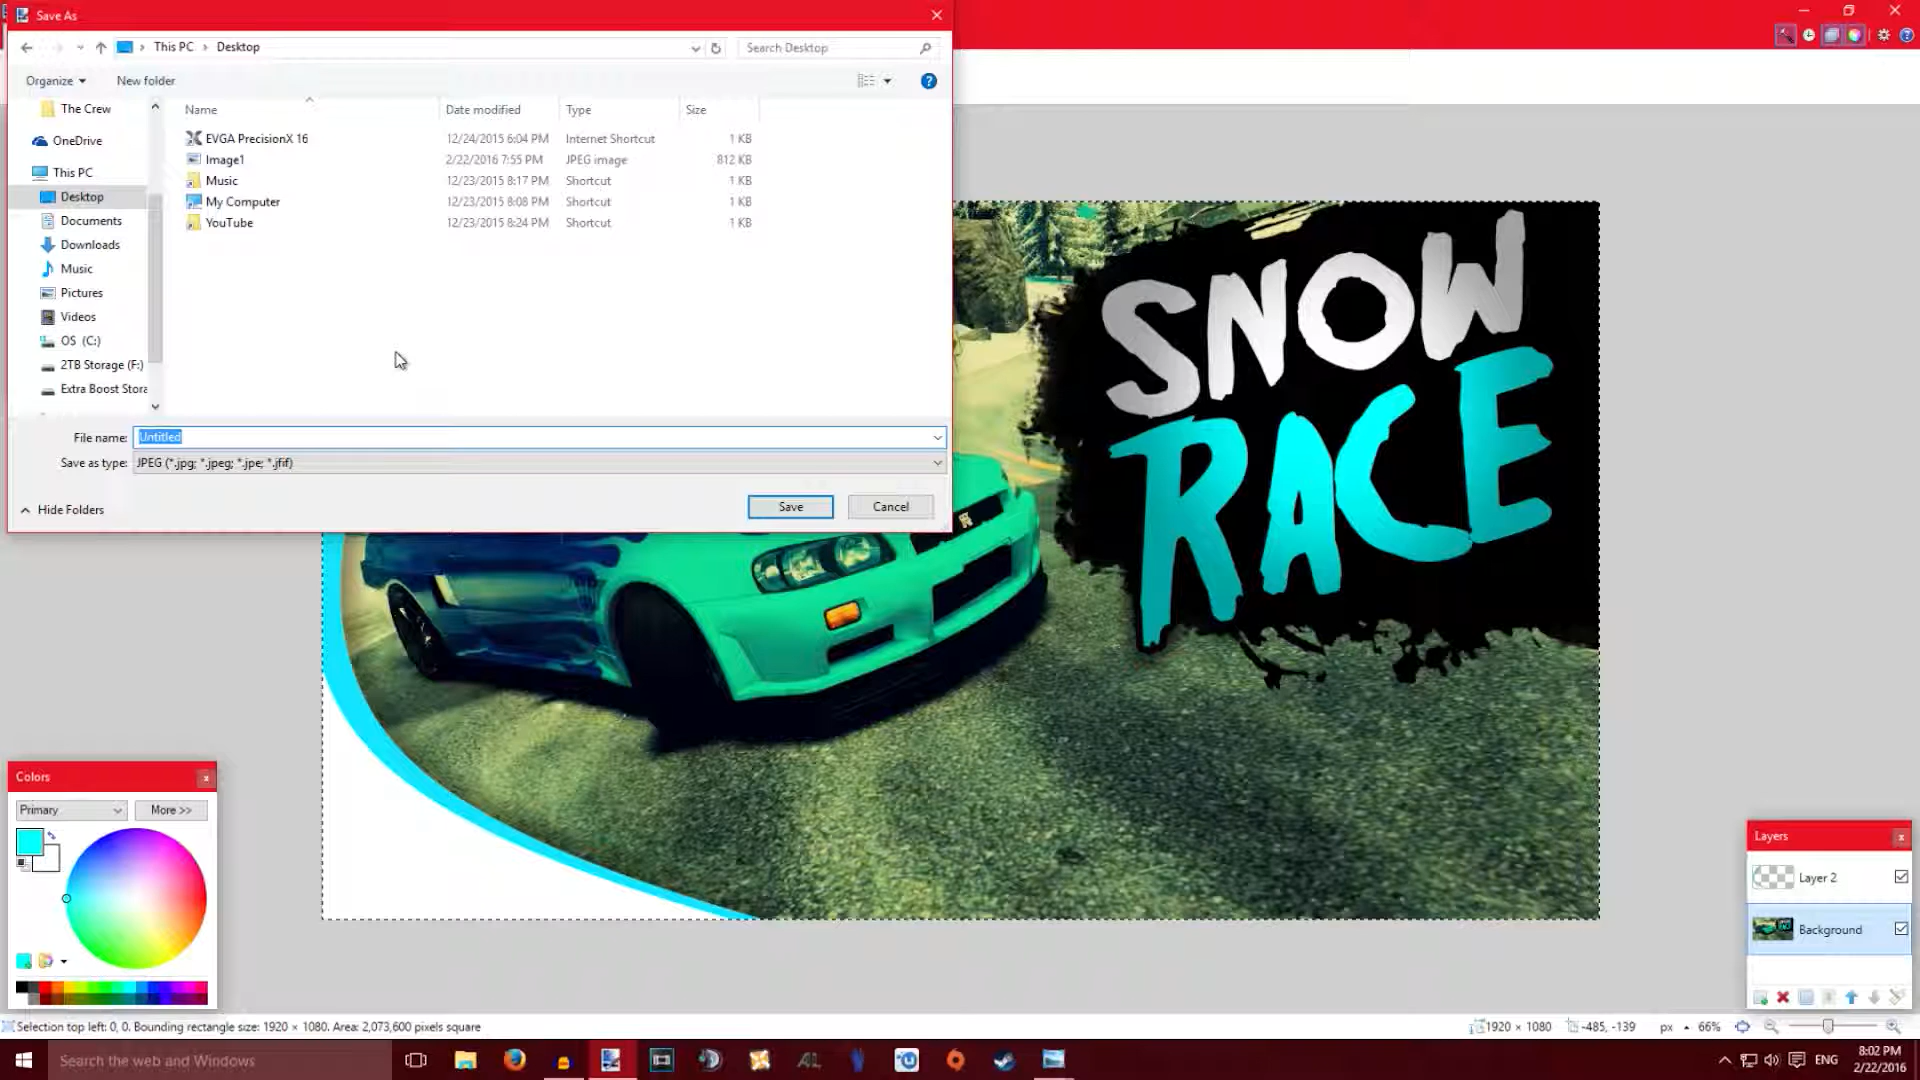 Save As
This PC
Desktop
Search Desktop
Organize
New folder
The Crew
OneDrive
This PC
Desktop
Documents
Downloads
Music
Pictures
Videos
OS (C:)
2TB Storage (F:)
Extra Boost Stora
Name
Date modified
Type
Size
EVGA PrecisionX 16 12/24/2015 6:04 PM Internet Shortcut 1 KB
Image1 2/22/2016 7:55 PM JPEG image 812 KB
Music 12/23/2015 8:17 PM Shortcut 1 KB
My Computer 12/23/2015 8:08 PM Shortcut 1 KB
YouTube 12/23/2015 8:24 PM Shortcut 1 KB
File name: Untitled
Save as type: JPEG (*.jpg; *.jpeg; *.jpe; *.jfif)
Hide Folders
Save
Cancel
SNOW
RACE
Colors
Primary
More >>
Layers
Layer 2
Background
Selection top left: 0, 0. Bounding rectangle size: 1920 × 1080. Area: 2,073,600 pixels square
1920 × 1080
-485, -139
px
66%
Search the web and Windows
ENG
8:02 PM
2/22/2016